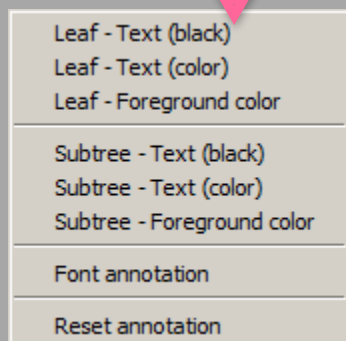 Leaf - Text (black)
Leaf - Text (color)
Leaf - Foreground color
Subtree - Text (black)
Subtree - Text (color)
Subtree - Foreground color
Font annotation
Reset annotation